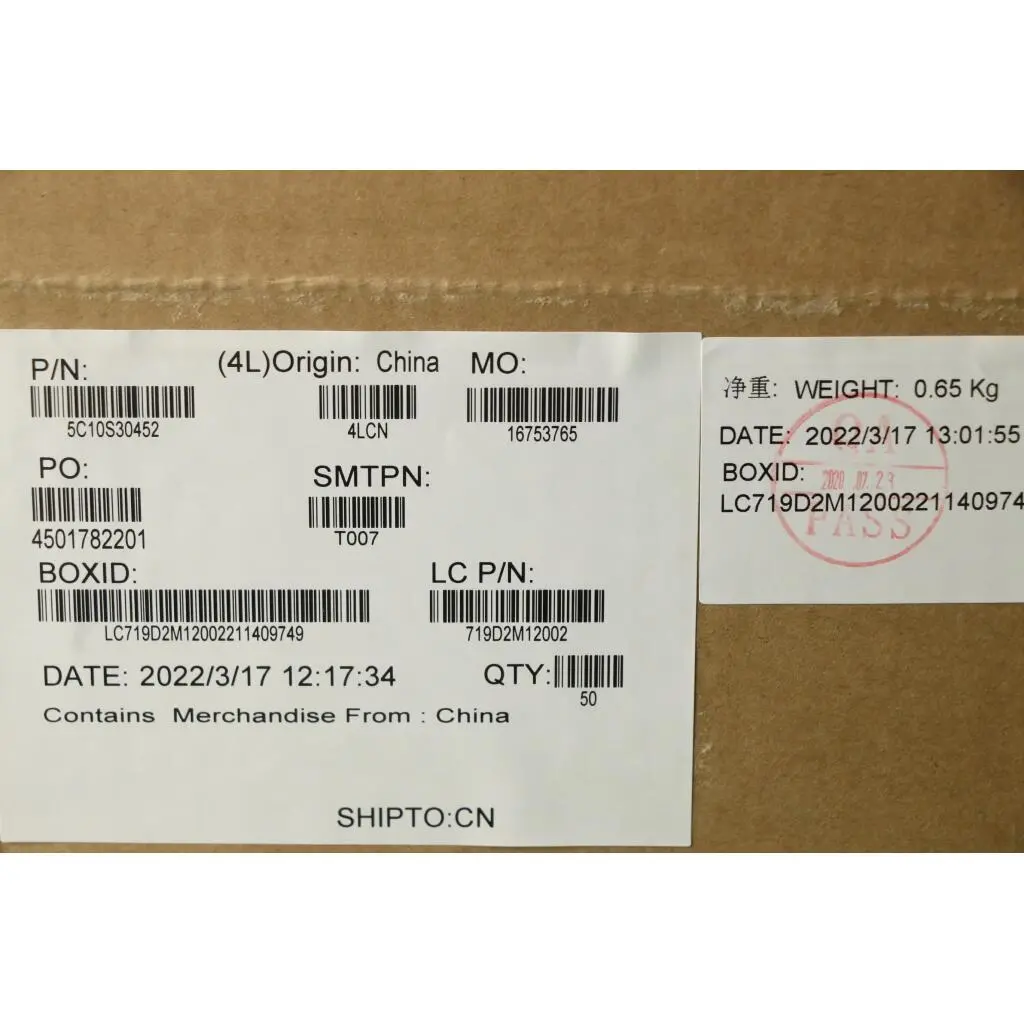 P/N:
5C10S30452
(4L)Origin: China
4LCN
MO:
16753765
PO:
4501782201
SMTPN:
T007
BOXID:
LC719D2M12002211409749
LC P/N:
719D2M12002
DATE: 2022/3/17 12:17:34
QTY:
50
Contains Merchandise From : China
SHIPTO:CN
净重: WEIGHT: 0.65 Kg
DATE: 2022/3/17 13:01:55
BOXID:
LC719D2M1200221140974
QA
PASS